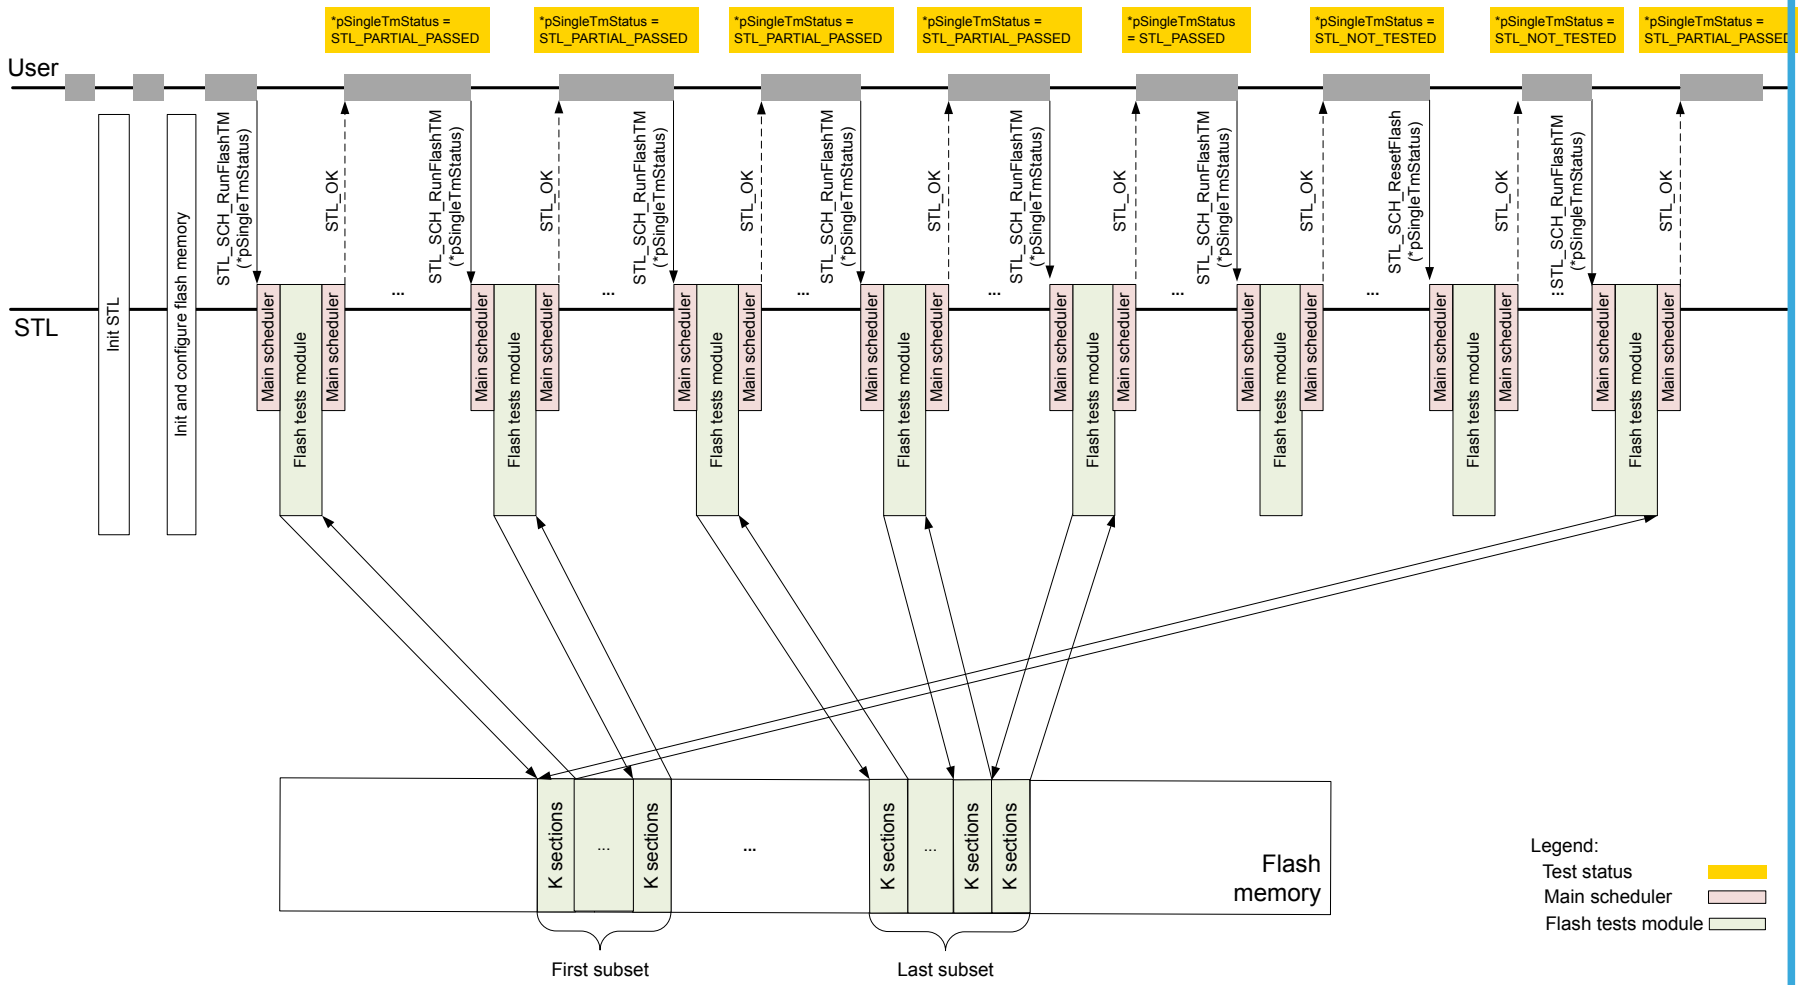 *pSingleTmStatus =
STL_PARTIAL_PASSED
*pSingleTmStatus =
STL_PARTIAL_PASSED
*pSingleTmStatus =
STL_PARTIAL_PASSED
*pSingleTmStatus =
STL_PARTIAL_PASSED
*pSingleTmStatus
= STL_PASSED
*pSingleTmStatus =
STL_NOT_TESTED
*pSingleTmStatus =
STL_NOT_TESTED
*pSingleTmStatus =
STL_PARTIAL_PASSED
User
STL_SCH_RunFlashTM
(*pSingleTmStatus)
STL_OK
STL_SCH_RunFlashTM
(*pSingleTmStatus)
STL_OK
STL_SCH_RunFlashTM
(*pSingleTmStatus)
STL_OK
STL_SCH_RunFlashTM
(*pSingleTmStatus)
STL_OK
STL_SCH_RunFlashTM
(*pSingleTmStatus)
STL_OK
STL_SCH_RunFlashTM
(*pSingleTmStatus)
STL_OK
STL_SCH_ResetFlash
(*pSingleTmStatus)
STL_OK
STL_SCH_RunFlashTM
(*pSingleTmStatus)
STL_OK
...
...
...
...
...
...
...
STL
Init STL
Init and configure flash memory
Main scheduler
Flash tests module
Main scheduler
Main scheduler
Flash tests module
Main scheduler
Main scheduler
Flash tests module
Main scheduler
Main scheduler
Flash tests module
Main scheduler
Main scheduler
Flash tests module
Main scheduler
Main scheduler
Flash tests module
Main scheduler
Main scheduler
Flash tests module
Main scheduler
Main scheduler
Flash tests module
Main scheduler
K sections
...
K sections
...
K sections
...
K sections
K sections
Flash
memory
First subset
Last subset
Legend:
Test status
Main scheduler
Flash tests module